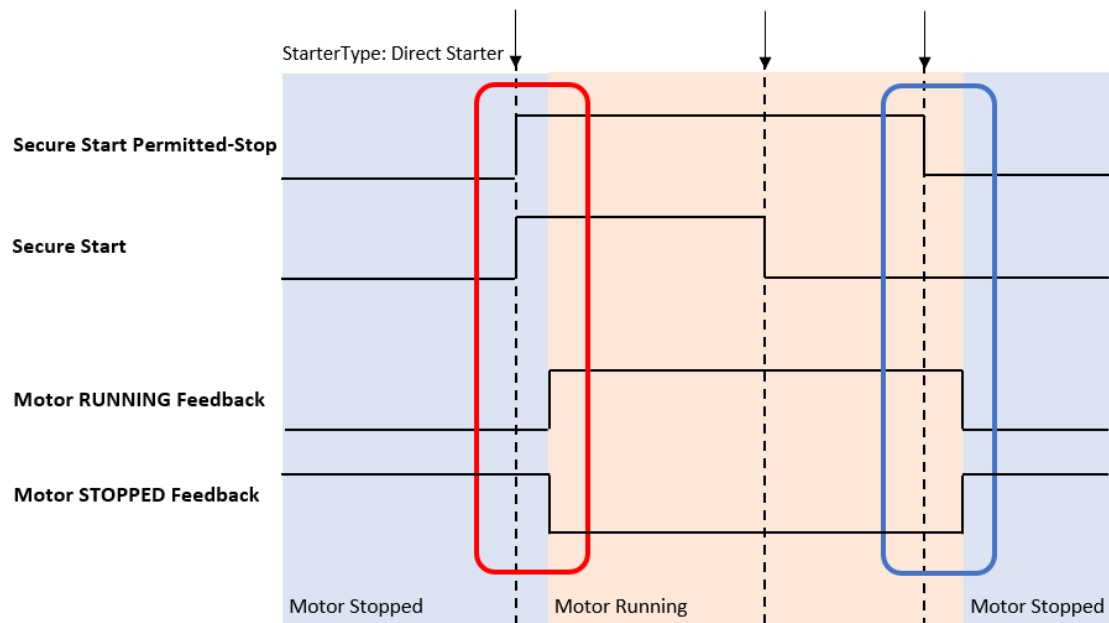 StarterType: Direct Starter
Secure Start Permitted-Stop
Secure Start
Motor RUNNING Feedback
Motor STOPPED Feedback
Motor Stopped
Motor Running
Motor Stopped